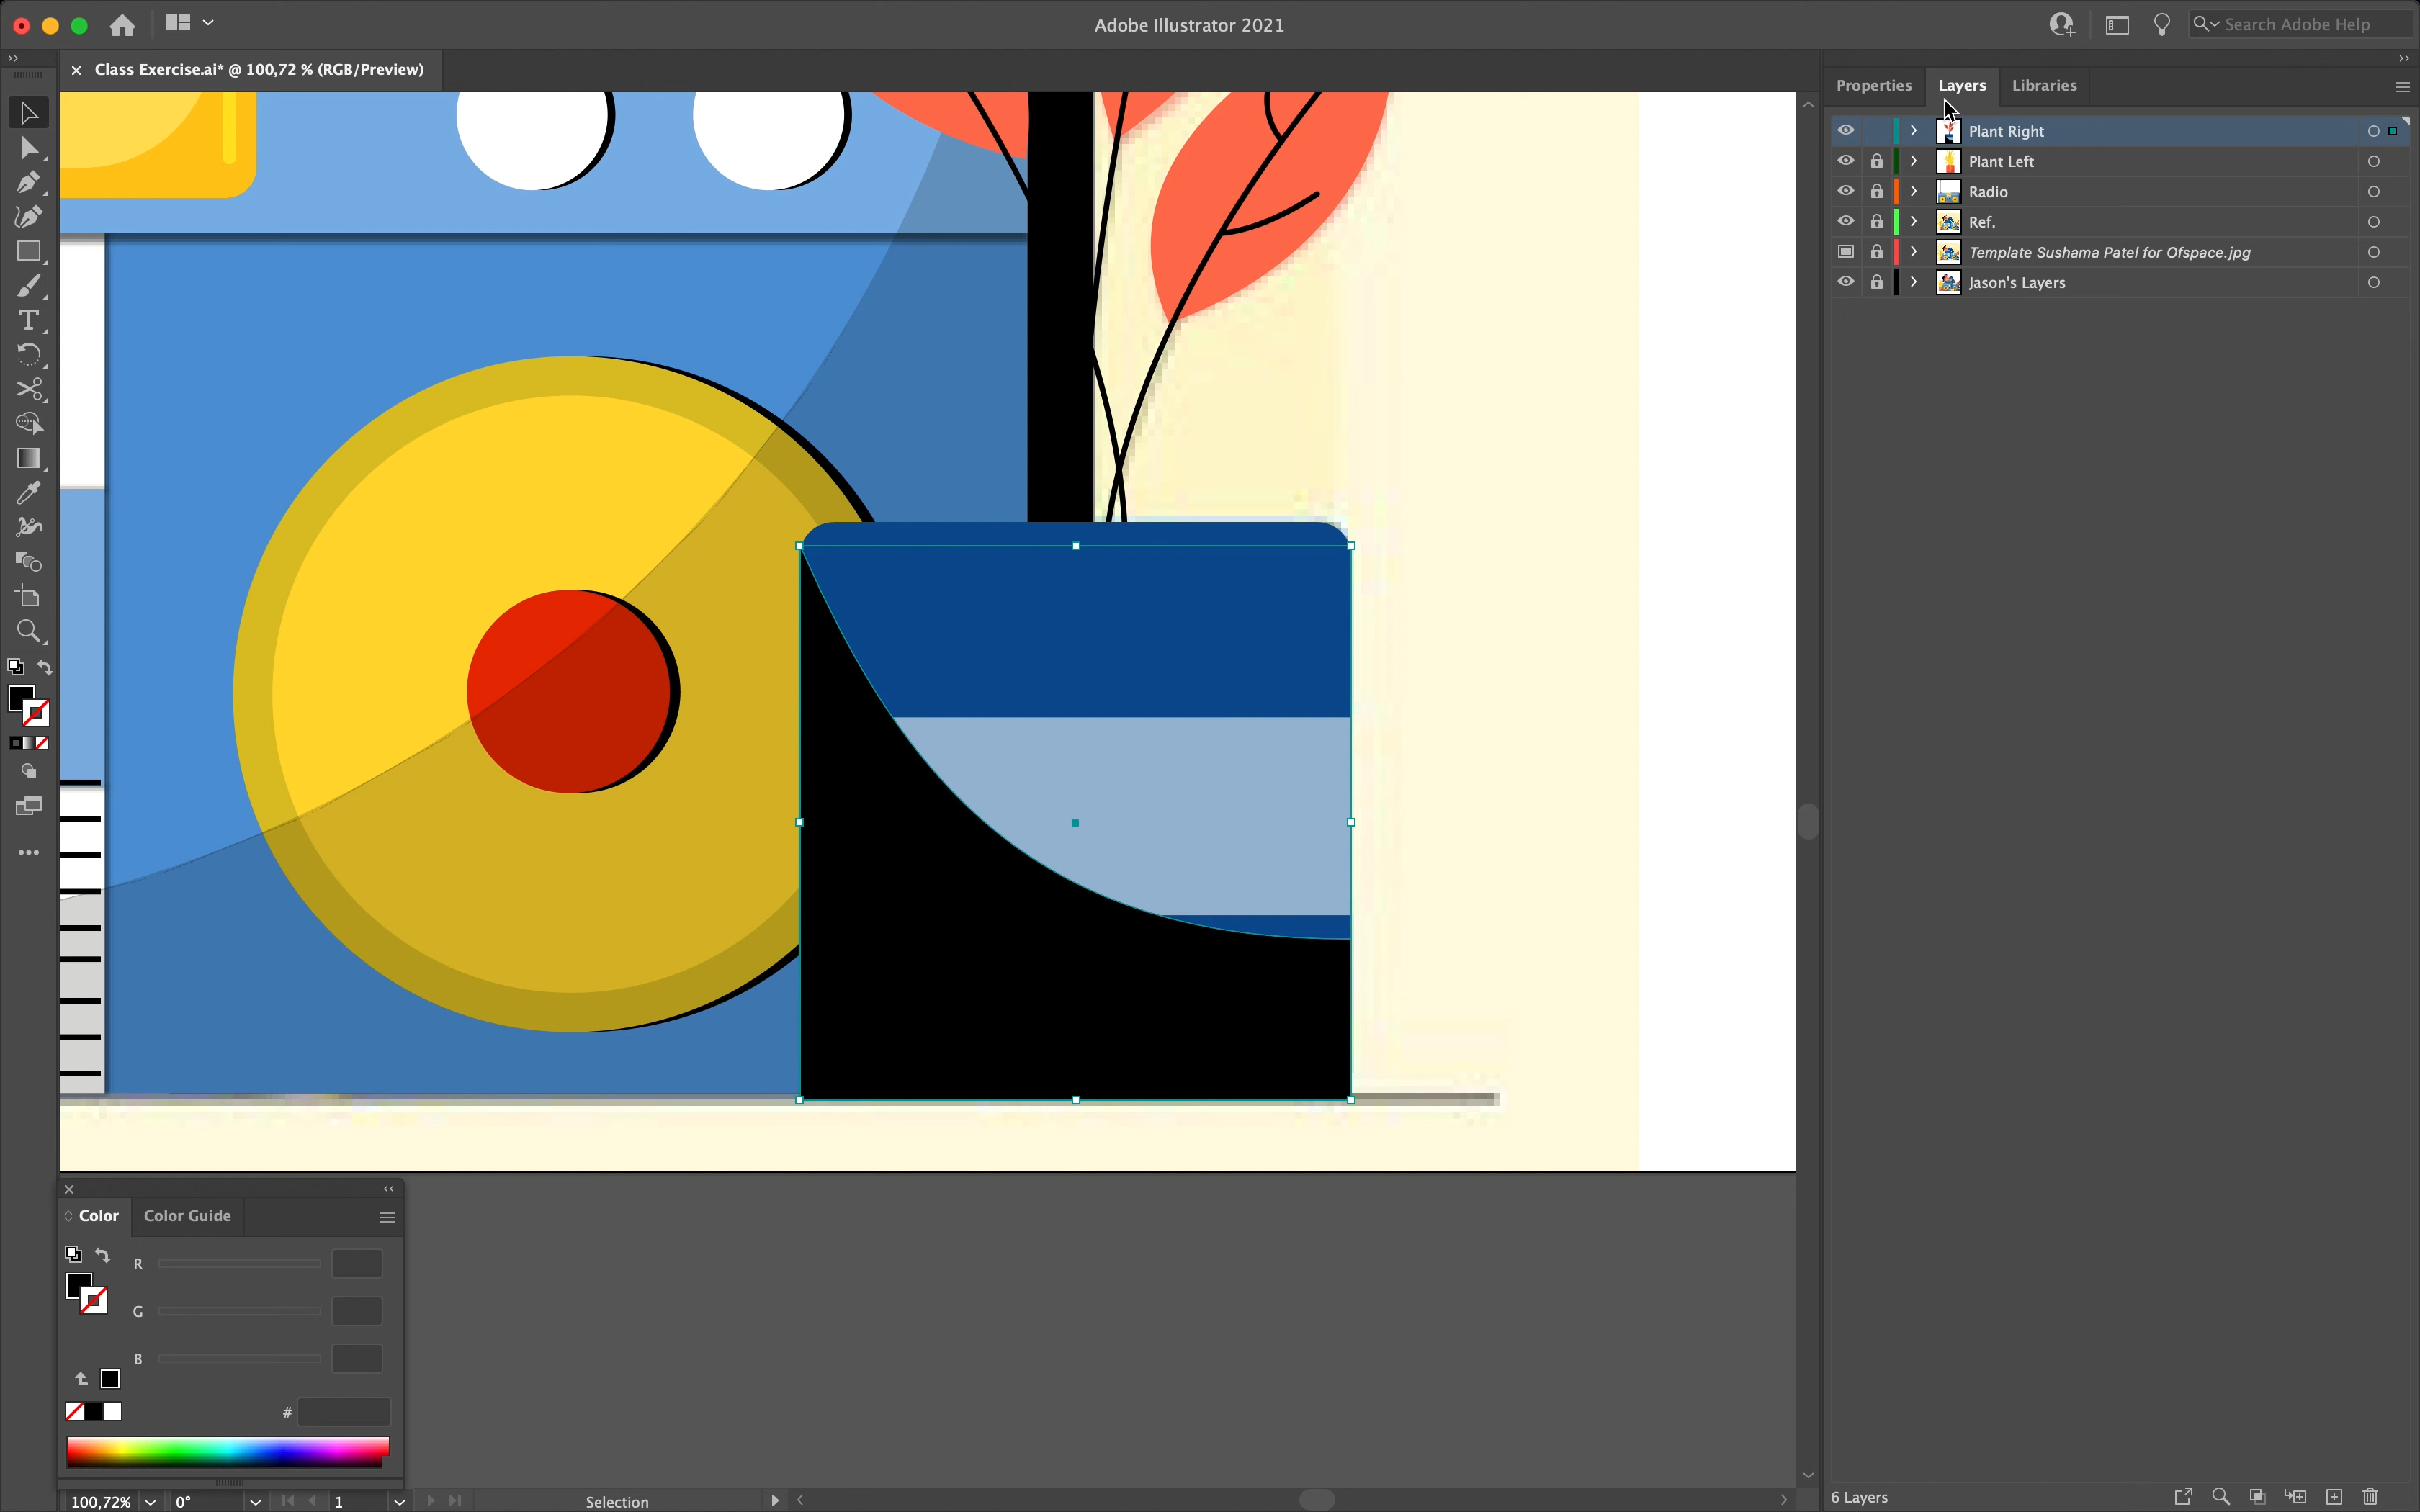 Adobe Illustrator 2021
Search Adobe Help
Class Exercise.ai* @ 100,72 % (RGB/Preview)
Properties
Layers
Libraries
Plant Right
Plant Left
Radio
Ref.
Template Sushama Patel for Ofspace.jpg
Jason's Layers
Color
Color Guide
R
G
B
#
100,72%
0°
1
Selection
6 Layers